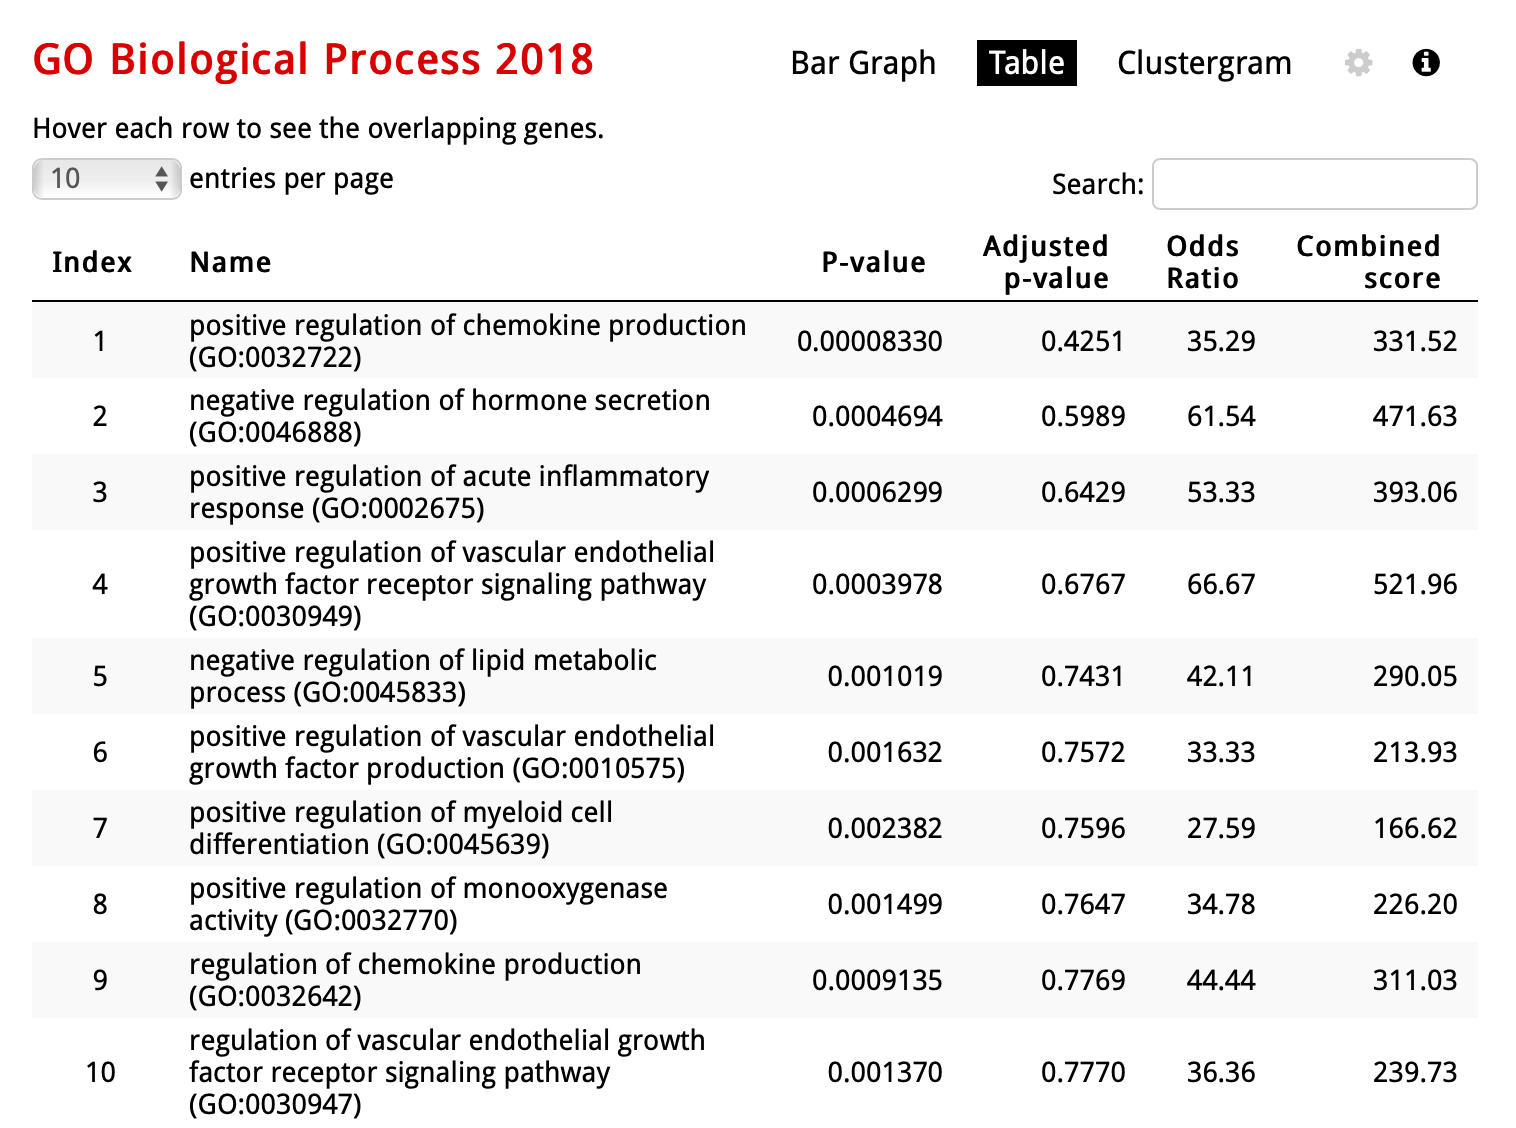 GO Biological Process 2018
Bar Graph Table Clustergram
Hover each row to see the overlapping genes.
10 entries per page
Search:
Index Name P-value Adjusted p-value Odds Ratio Combined score
1 positive regulation of chemokine production (GO:0032722) 0.00008330 0.4251 35.29 331.52
2 negative regulation of hormone secretion (GO:0046888) 0.0004694 0.5989 61.54 471.63
3 positive regulation of acute inflammatory response (GO:0002675) 0.0006299 0.6429 53.33 393.06
4 positive regulation of vascular endothelial growth factor receptor signaling pathway (GO:0030949) 0.0003978 0.6767 66.67 521.96
5 negative regulation of lipid metabolic process (GO:0045833) 0.001019 0.7431 42.11 290.05
6 positive regulation of vascular endothelial growth factor production (GO:0010575) 0.001632 0.7572 33.33 213.93
7 positive regulation of myeloid cell differentiation (GO:0045639) 0.002382 0.7596 27.59 166.62
8 positive regulation of monooxygenase activity (GO:0032770) 0.001499 0.7647 34.78 226.20
9 regulation of chemokine production (GO:0032642) 0.0009135 0.7769 44.44 311.03
10 regulation of vascular endothelial growth factor receptor signaling pathway (GO:0030947) 0.001370 0.7770 36.36 239.73